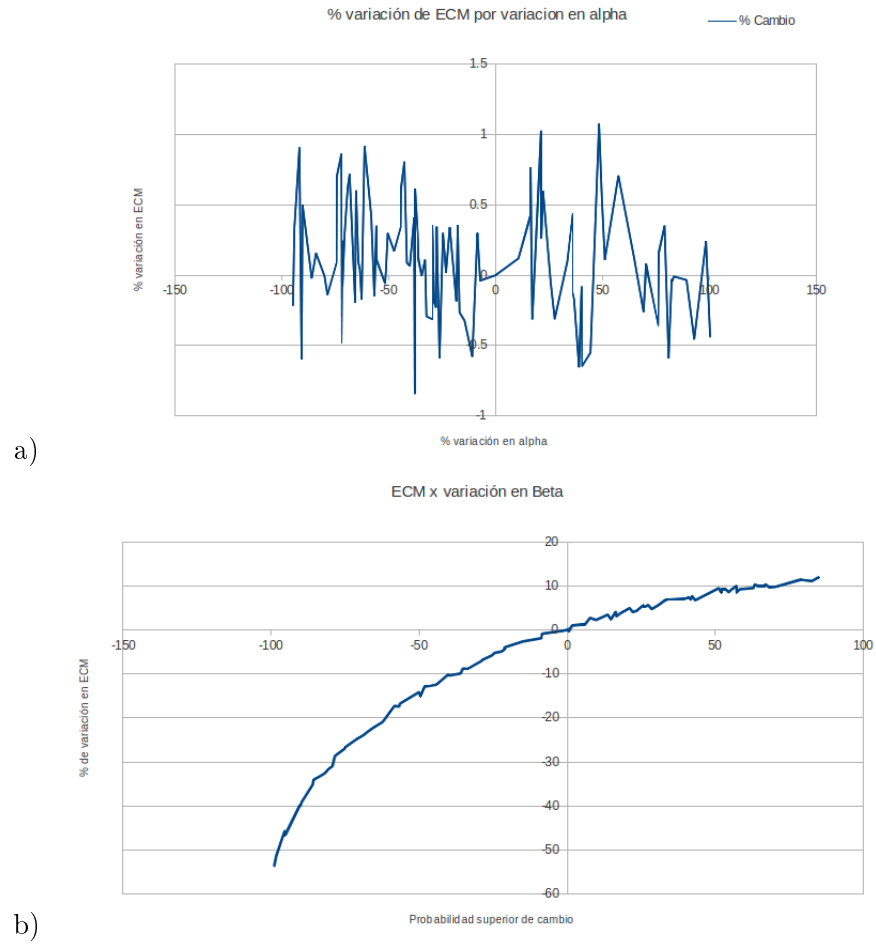 % variación de ECM por variacion en alpha
% Cambio
1.5
1
0.5
0
-150 -100 -50 0 50 100 150
-0.5
-1
% variación en ECM
% variación en alpha
a)
ECM x variación en Beta
20
10
0
-150 -100 -50 0 50 100
-10
-20
-30
-40
-50
-60
% de variación en ECM
Probabilidad superior de cambio
b)